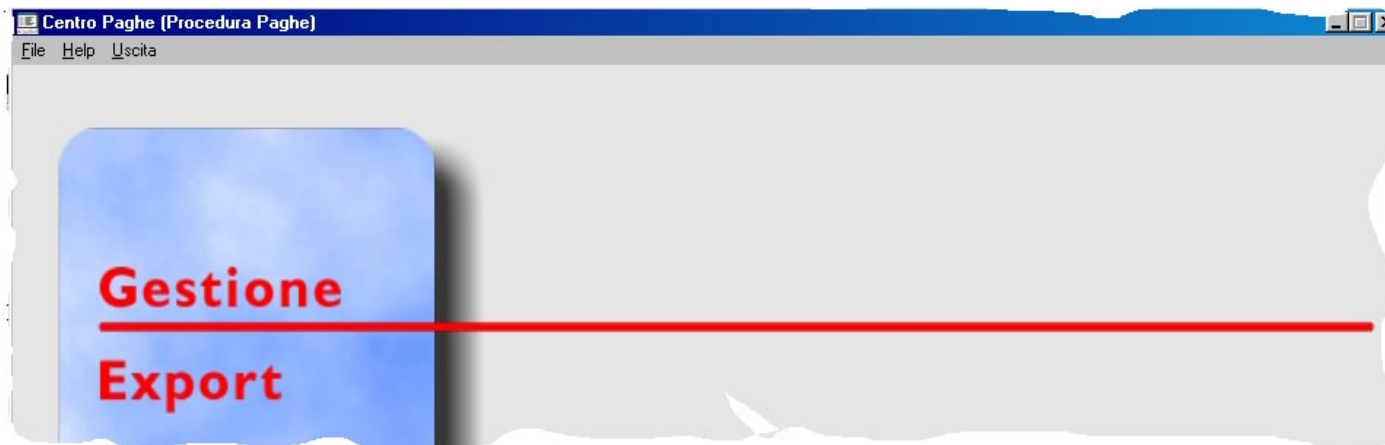 Centro Paghe (Procedura Paghe)
File Help Uscita
Gestione
Export